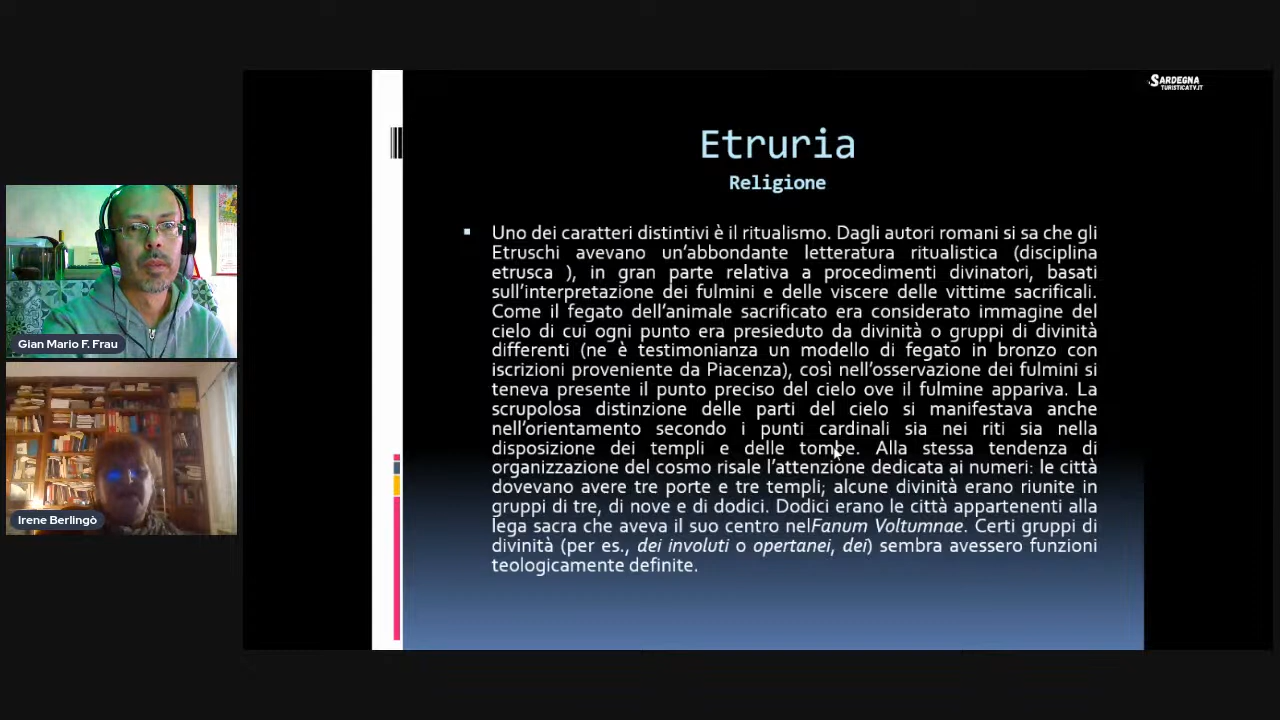 SARDEGNA
TURISTICATV.IT
Etruria
Religione
Uno dei caratteri distintivi è il ritualismo. Dagli autori romani si sa che gli
Etruschi avevano un'abbondante letteratura ritualistica (disciplina
etrusca ), in gran parte relativa a procedimenti divinatori, basati
sull'interpretazione dei fulmini e delle viscere delle vittime sacrificali.
Come il fegato dell'animale sacrificato era considerato immagine del
cielo di cui ogni punto era presieduto da divinità o gruppi di divinità
differenti (ne è testimonianza un modello di fegato in bronzo con
iscrizioni proveniente da Piacenza), così nell'osservazione dei fulmini si
teneva presente il punto preciso del cielo ove il fulmine appariva. La
scrupolosa distinzione delle parti del cielo si manifestava anche
nell'orientamento secondo i punti cardinali sia nei riti sia nella
disposizione dei templi e delle tombe. Alla stessa tendenza di
organizzazione del cosmo risale l'attenzione dedicata ai numeri: le città
dovevano avere tre porte e tre templi; alcune divinità erano riunite in
gruppi di tre, di nove e di dodici. Dodici erano le città appartenenti alla
lega sacra che aveva il suo centro nelFanum Voltumnae. Certi gruppi di
divinità (per es., dei involuti o opertanei, dei) sembra avessero funzioni
teologicamente definite.
Gian Mario F. Frau
Irene Berlingò